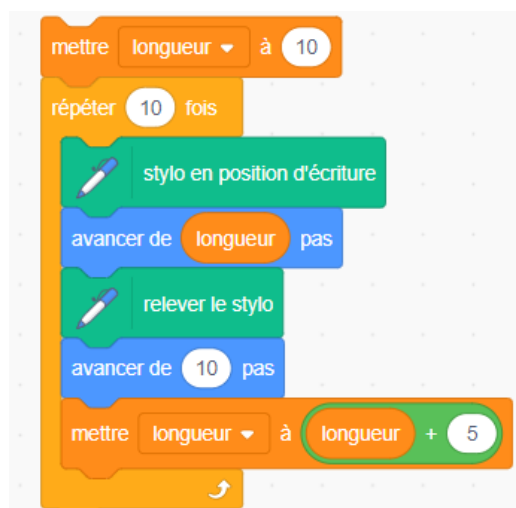 mettre longueur à 10
répéter 10 fois
stylo en position d'écriture
avancer de longueur pas
relever le stylo
avancer de 10 pas
mettre longueur à longueur + 5